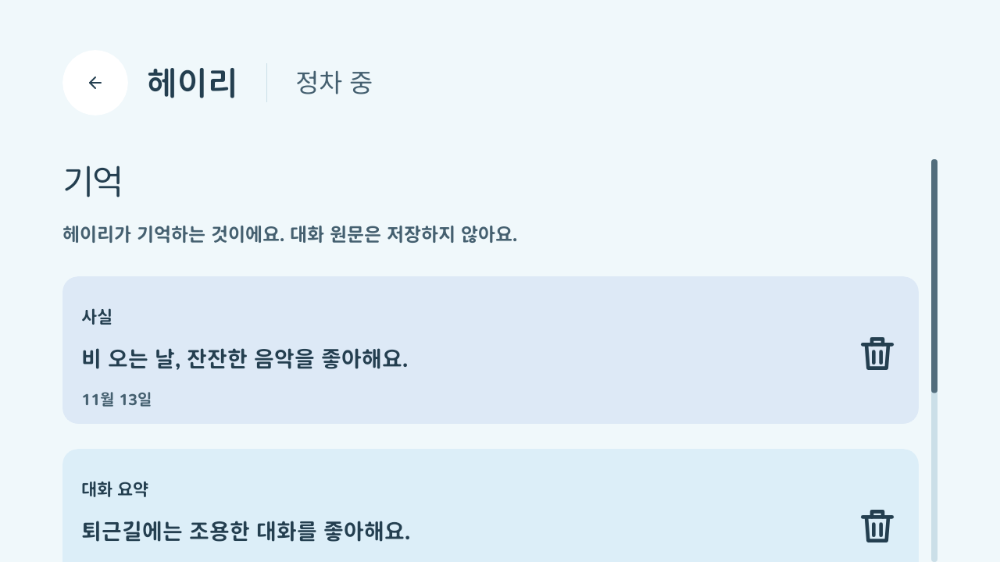 헤이리
정차 중
기억
헤이리가 기억하는 것이에요. 대화 원문은 저장하지 않아요.
사실
비 오는 날, 잔잔한 음악을 좋아해요.
11월 13일
대화 요약
퇴근길에는 조용한 대화를 좋아해요.